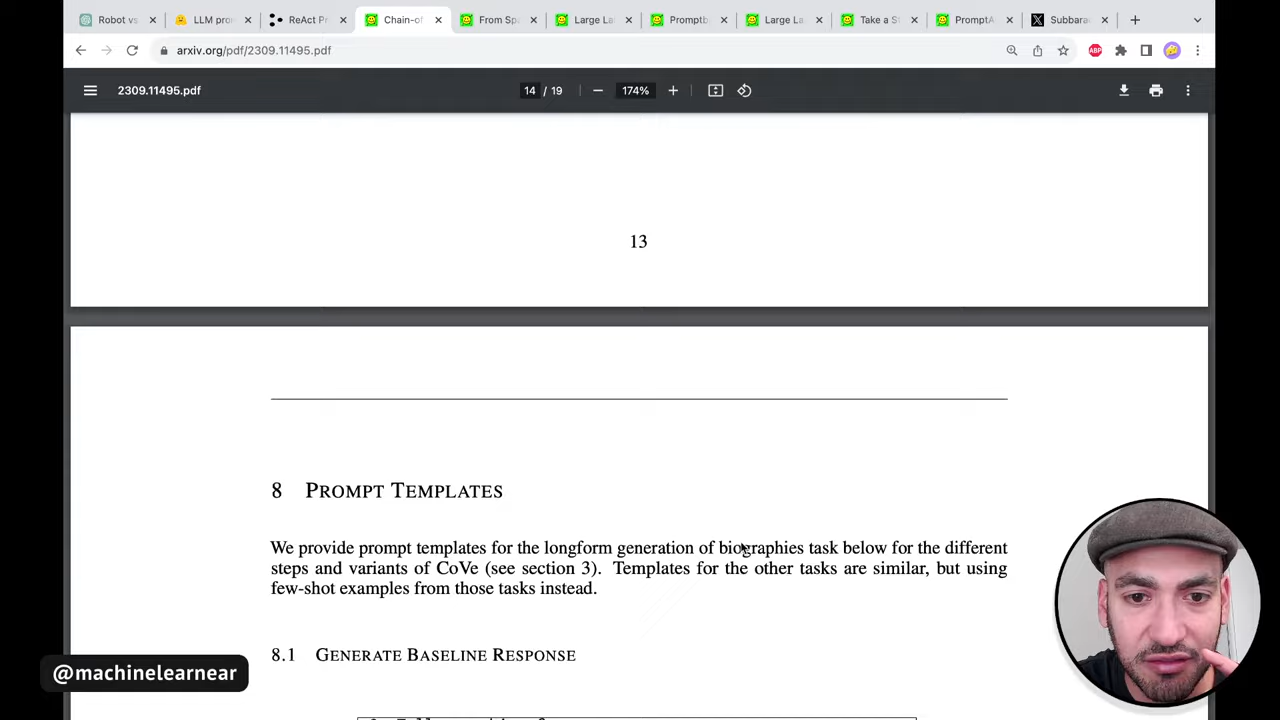 Robot vs
LLM pro
ReAct Pr
Chain-of
From Spa
Large La
Promptb
Large La
Take a St
PromptA
X
Subbara
arxiv.org/pdf/2309.11495.pdf
ABP
2309.11495.pdf
14 / 19
174%
13
8 PROMPT TEMPLATES
We provide prompt templates for the longform generation of biographies task below for the different
steps and variants of CoVe (see section 3). Templates for the other tasks are similar, but using
few-shot examples from those tasks instead.
8.1 GENERATE BASELINE RESPONSE
@machinelearnear